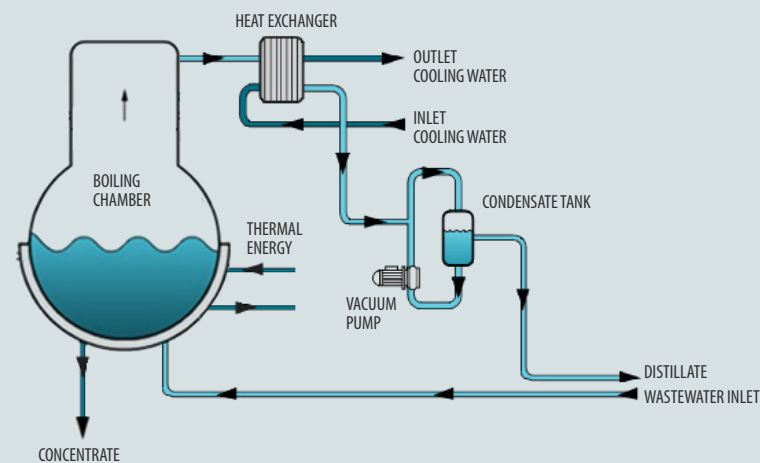 HEAT EXCHANGER
OUTLET
COOLING WATER
INLET
COOLING WATER
BOILING
CHAMBER
CONDENSATE TANK
THERMAL
ENERGY
VACUUM
PUMP
DISTILLATE
WASTEWATER INLET
CONCENTRATE